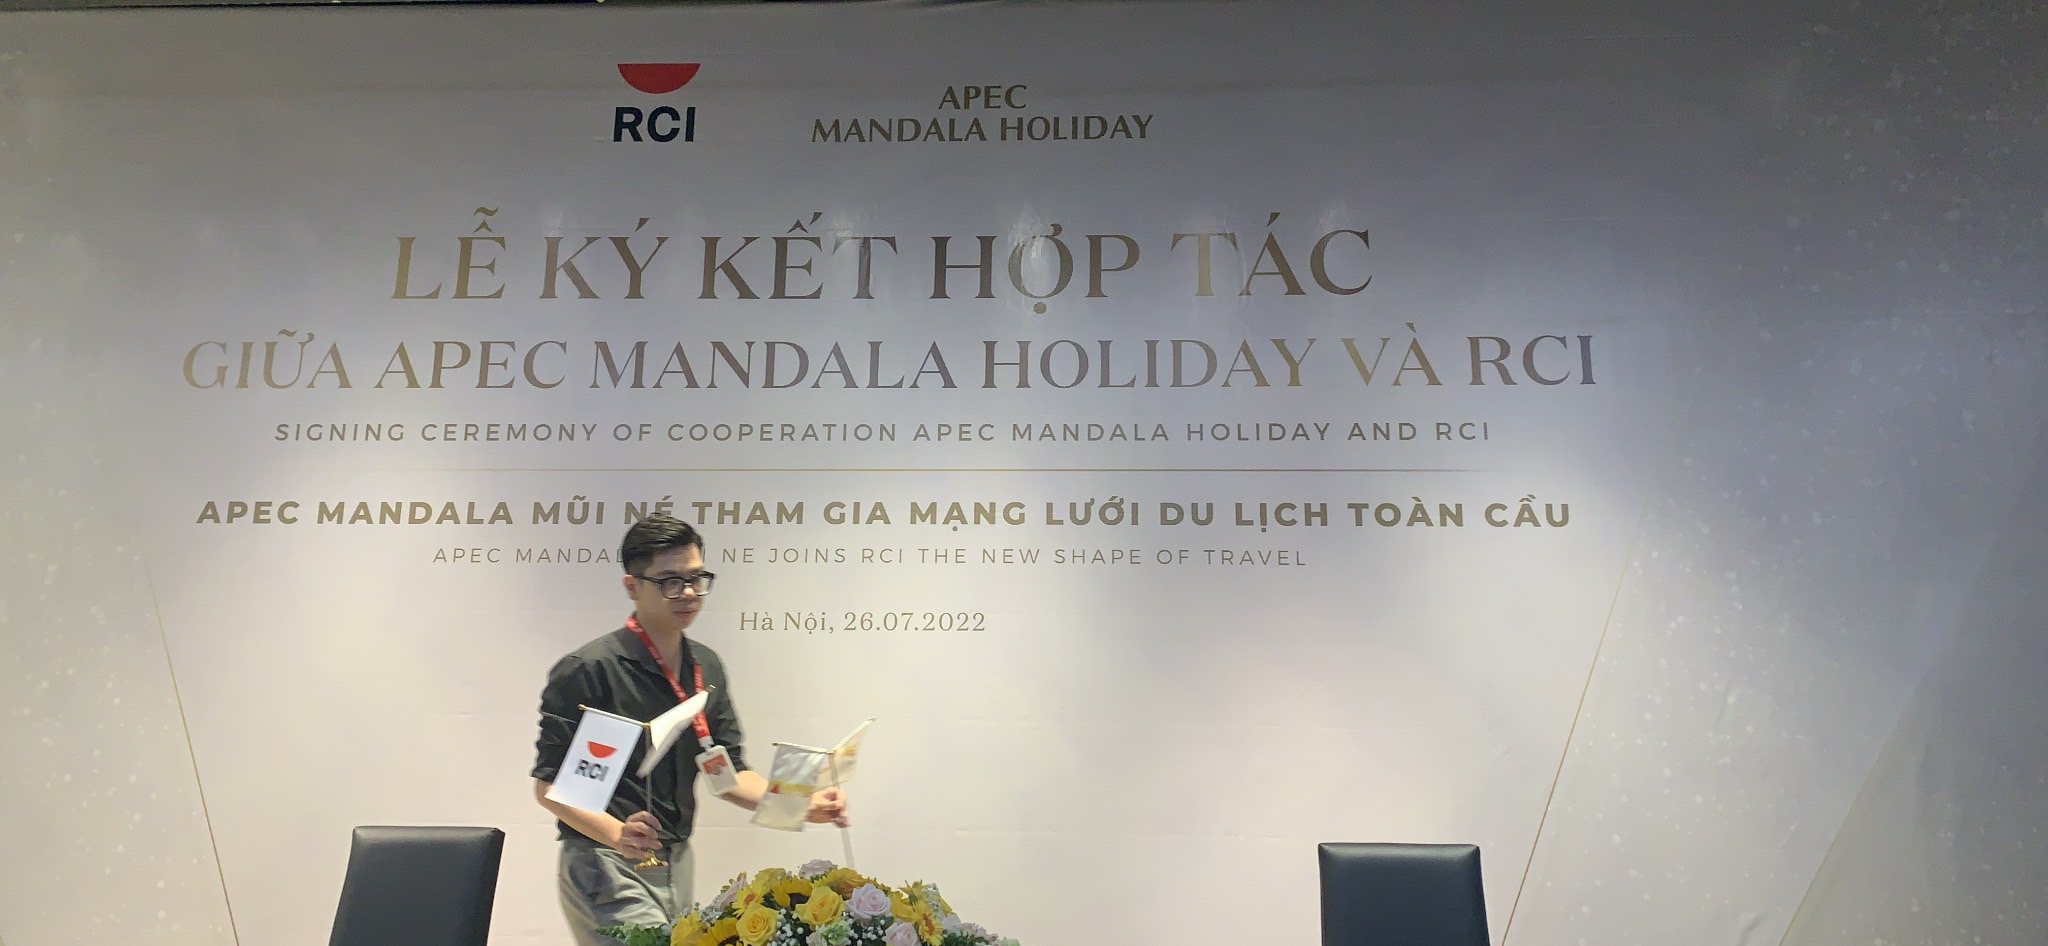 RCI
APEC
MANDALA HOLIDAY
LỄ KÝ KẾT HỢP TÁC
GIỮA APEC MANDALA HOLIDAY VÀ RCI
SIGNING CEREMONY OF COOPERATION APEC MANDALA HOLIDAY AND RCI
APEC MANDALA MŨI NÉ THAM GIA MẠNG LƯỚI DU LỊCH TOÀN CẦU
APEC NE JOINS RCI THE NEW SHAPE OF TRAVEL
Hà Nội, 26.07.2022
RCI